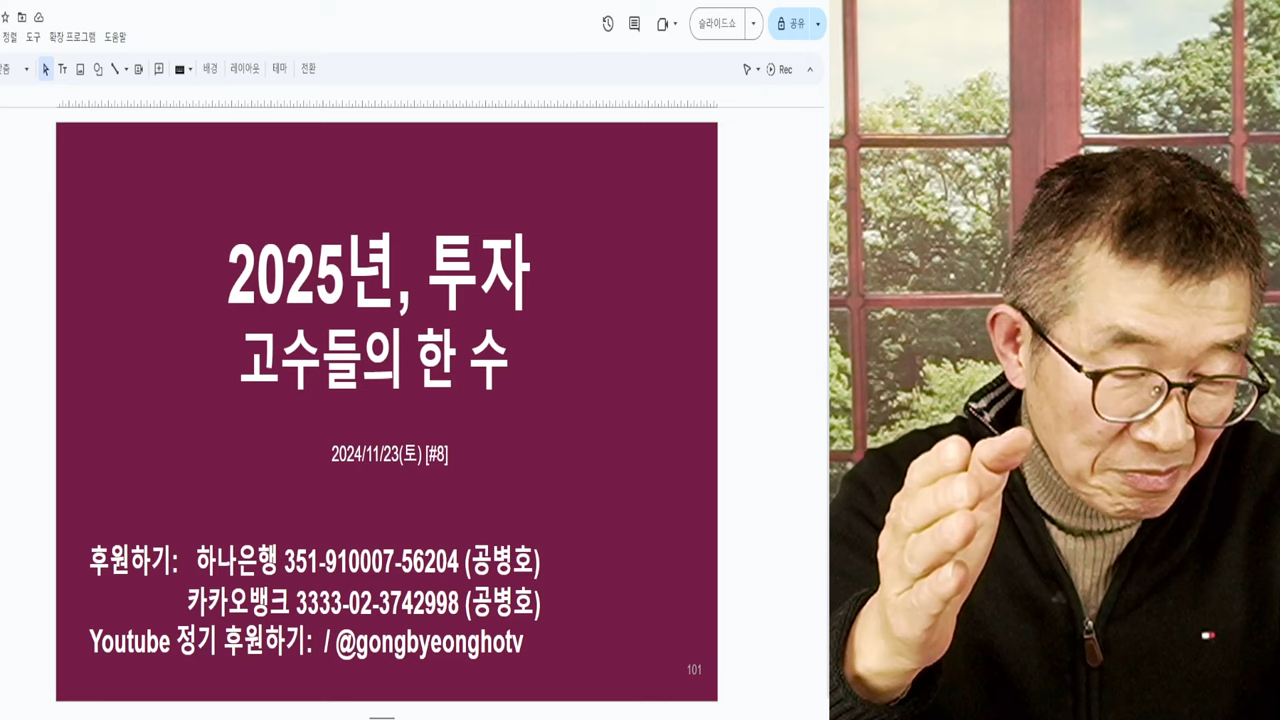 정렬 도구 확장 프로그램 도움말
슬라이드쇼
공유
맞춤
배경 레이아웃 테마 전환
Rec
2025년, 투자
고수들의 한 수
2024/11/23(토) [#8]
후원하기: 하나은행 351-910007-56204 (공병호)
카카오뱅크 3333-02-3742998 (공병호)
Youtube 정기 후원하기: / @gongbyeonghotv
101